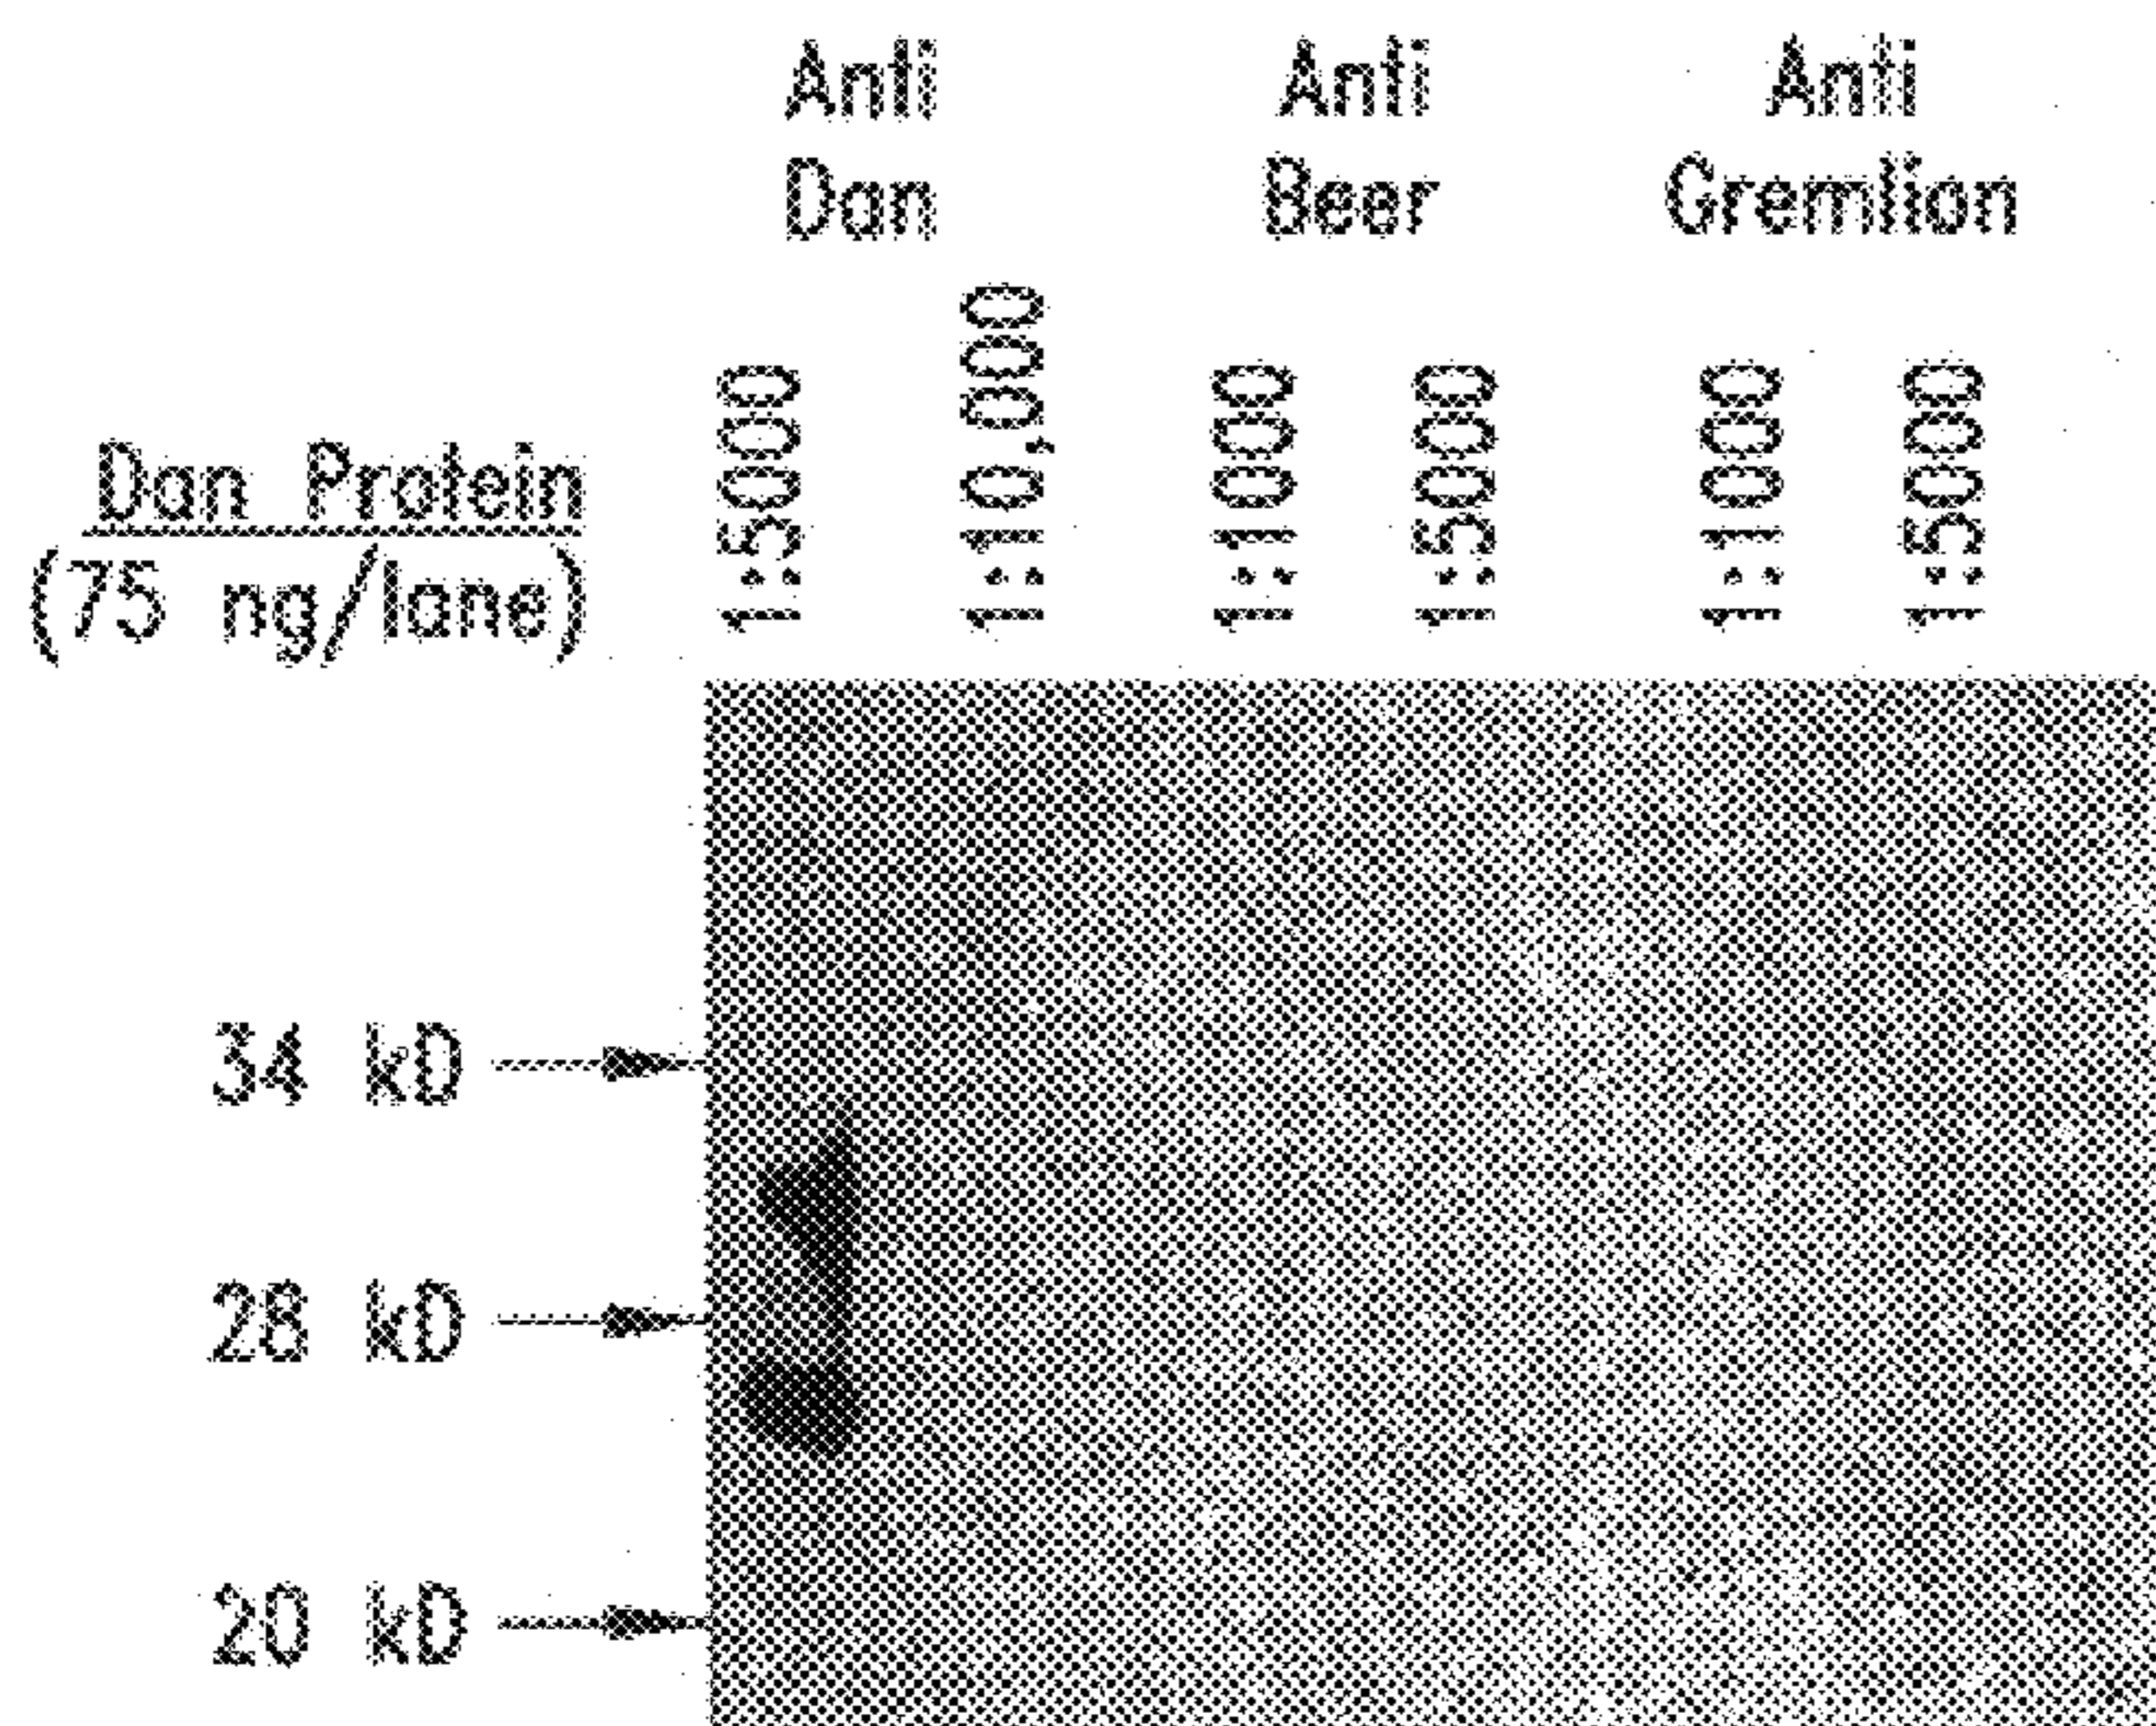 Anti Anti Anti
Dan Beer Gremlion
1:5000 1:10,000 1:1000 1:5000 1:1000 1:5000
Dan Protein
(75 ng/lane)
34 kD
28 kD
20 kD